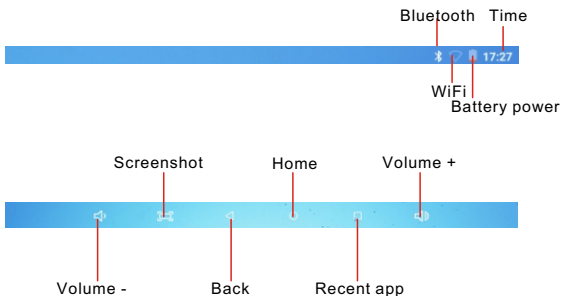 Bluetooth Time
17:27
WiFi
Battery power
Screenshot Home Volume +
Volume - Back Recent app